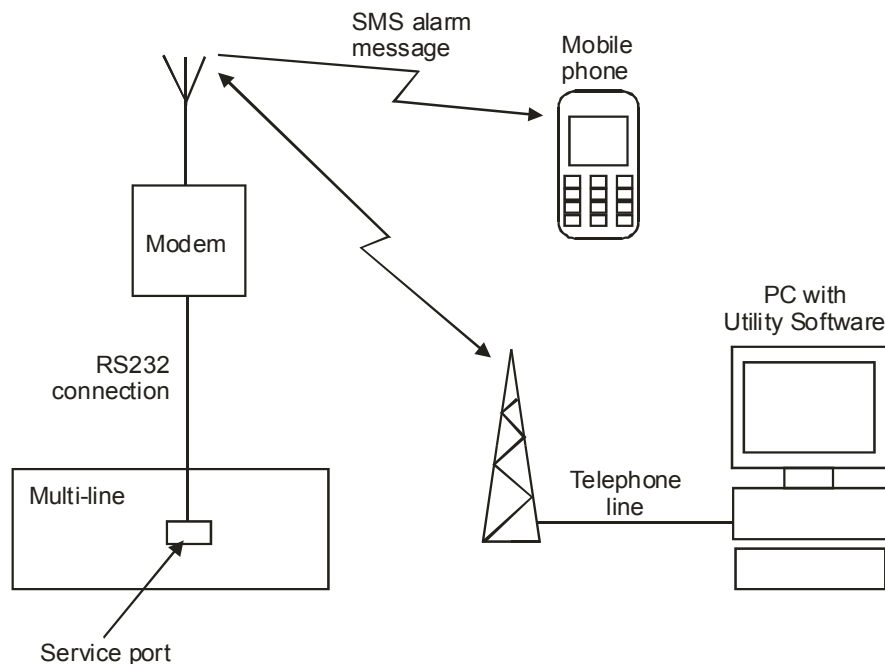 SMS alarm
message
Mobile
phone
Modem
PC with
Utility Software
RS232
connection
Multi-line
Telephone
line
Service port